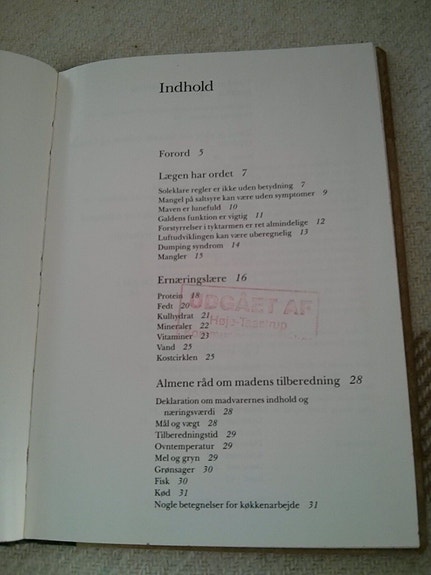 Indhold
Forord 5
Lægen har ordet 7
Soleklare regler er ikke uden betydning 7
Mangel på saltsyre kan være uden symptomer 9
Maven er lunefuld 10
Galdens funktion er vigtig 11
Forstyrrelser i tyktarmen er ret almindelige 12
Luftudviklingen kan være uberegnelig 13
Dumping syndrom 14
Mangler 15
Ernæringslære 16
Protein 18
Fedt 20
Kulhydrat 21
Mineraler 22
Vitaminer 23
Vand 25
Kostcirklen 25
UDGÅET AF
Høje-Taastrup
Almene råd om madens tilberedning 28
Deklaration om madvarernes indhold og
næringsværdi 28
Mål og vægt 28
Tilberedningstid 29
Ovntemperatur 29
Mel og gryn 29
Grønsager 30
Fisk 30
Kød 31
Nogle betegnelser for køkkenarbejde 31